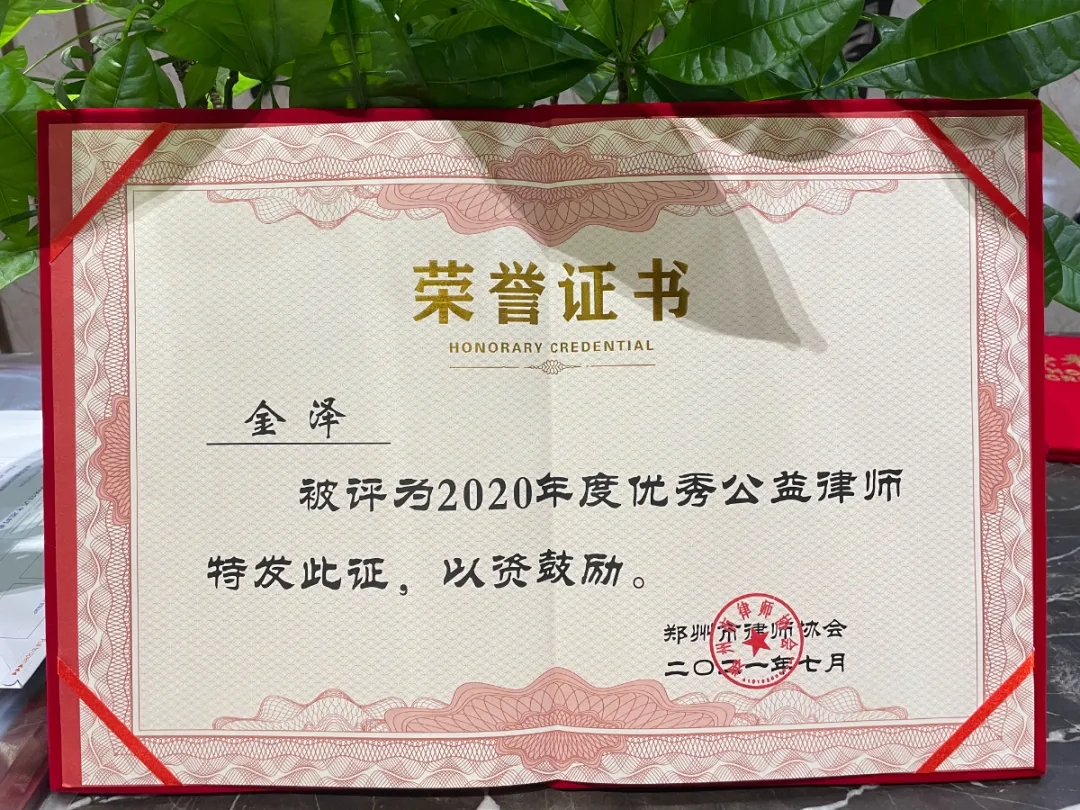 荣誉证书
HONORARY CREDENTIAL
金泽
被评为2020年度优秀公益律师
特发此证，以资鼓励。
郑州市律师协会
二〇二一年七月